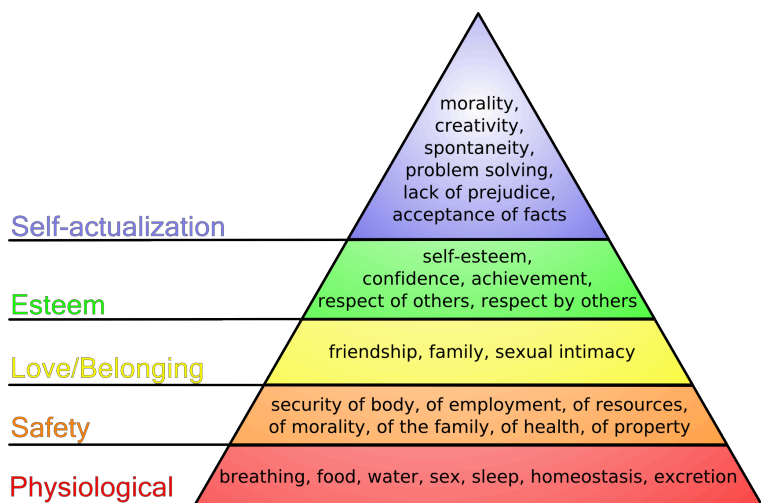 morality,
creativity,
spontaneity,
problem solving,
lack of prejudice,
acceptance of facts
Self-actualization
self-esteem,
confidence, achievement,
respect of others, respect by others
Esteem
friendship, family, sexual intimacy
Love/Belonging
security of body, of employment, of resources,
of morality, of the family, of health, of property
Safety
breathing, food, water, sex, sleep, homeostasis, excretion
Physiological